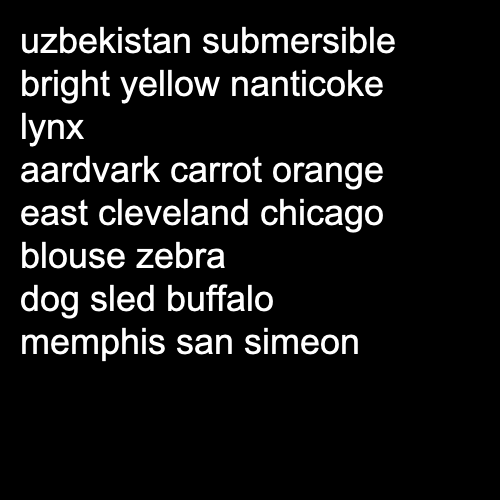 uzbekistan submersible
bright yellow nanticoke
lynx
aardvark carrot orange
east cleveland chicago
blouse zebra
dog sled buffalo
memphis san simeon